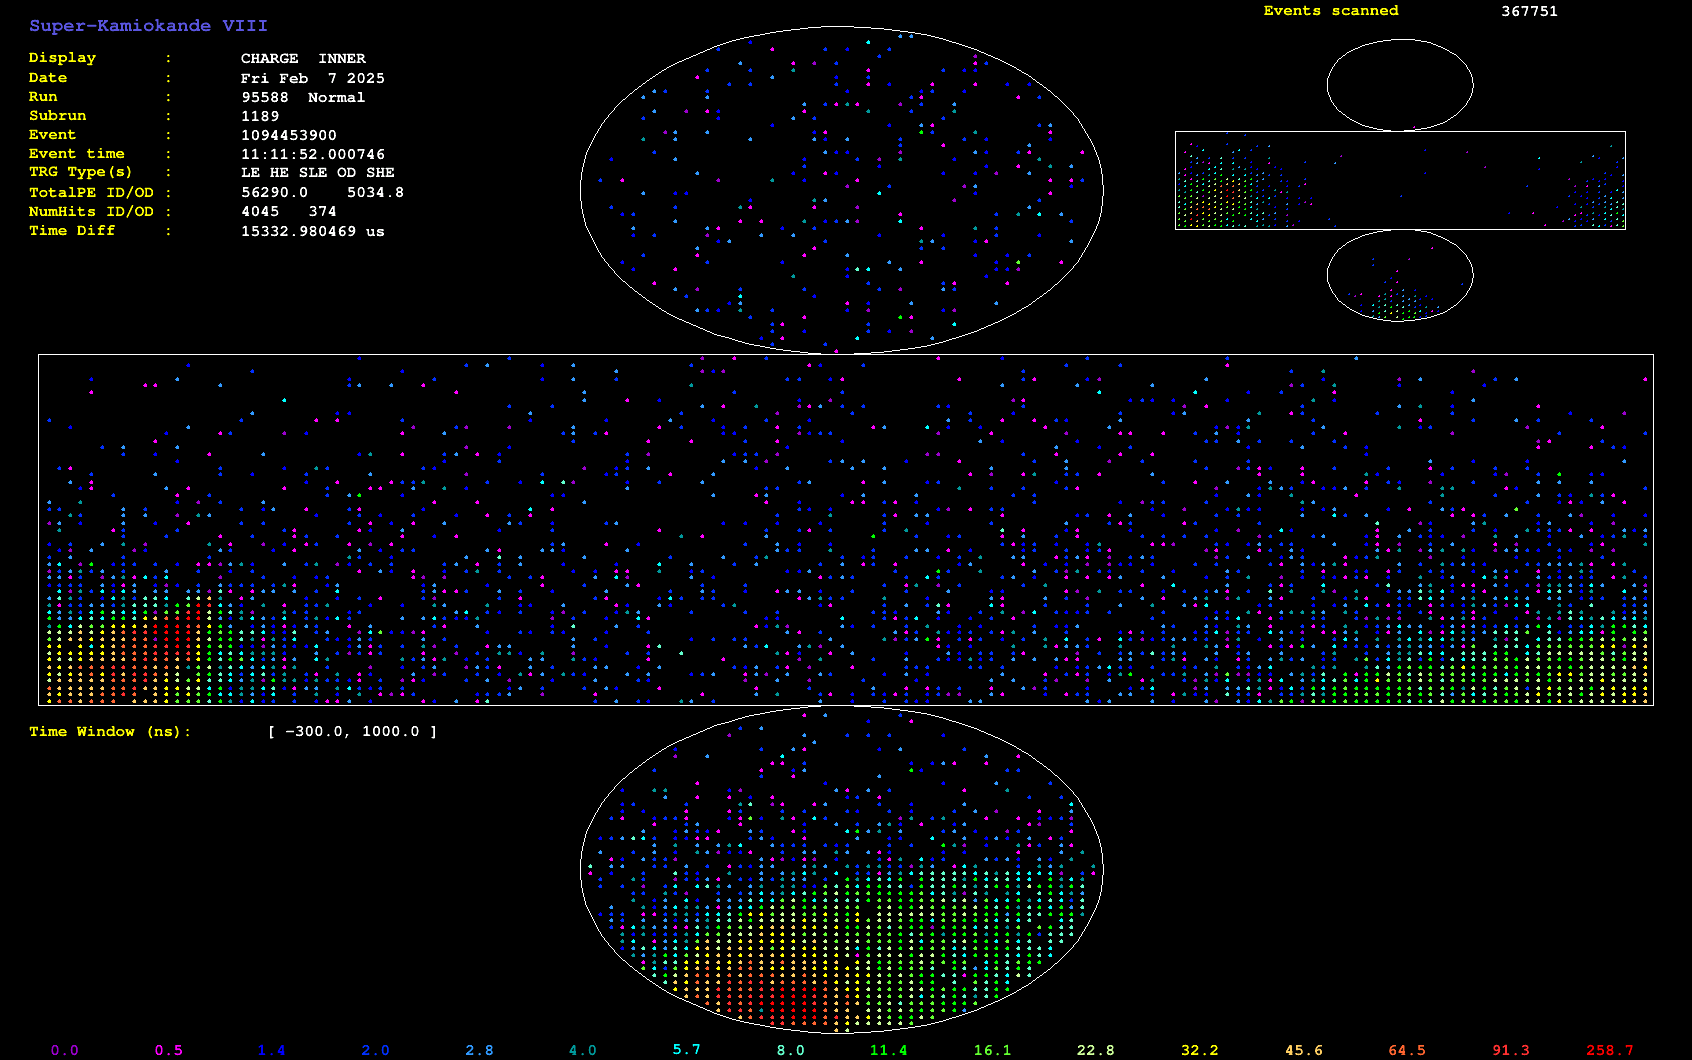 Super-Kamiokande VIII
Events scanned 367751
Display : CHARGE INNER
Date : Fri Feb 7 2025
Run : 95588 Normal
Subrun : 1189
Event : 1094453900
Event time : 11:11:52.000746
TRG Type(s) : LE HE SLE OD SHE
TotalPE ID/OD : 56290.0 5034.8
NumHits ID/OD : 4045 374
Time Diff : 15332.980469 us
Time Window (ns): [ -300.0, 1000.0 ]
0.0 0.5 1.4 2.0 2.8 4.0 5.7 8.0 11.4 16.1 22.8 32.2 45.6 64.5 91.3 258.7